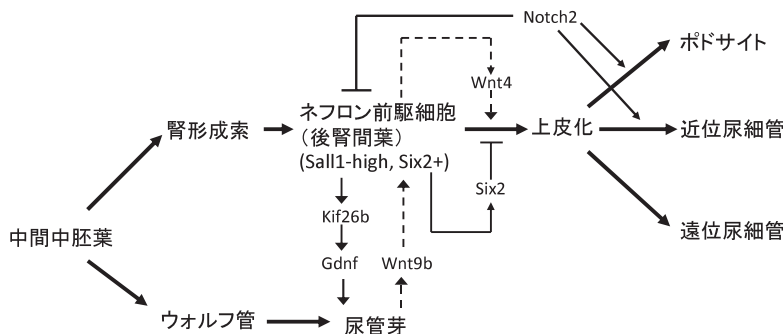 Notch2
ポドサイト
Wnt4
ネフロン前駆細胞
（後腎間葉）
(Sall1-high, Six2+)
腎形成索
上皮化
近位尿細管
Six2
Kif26b
中間中胚葉
遠位尿細管
Gdnf
Wnt9b
ウォルフ管
尿管芽